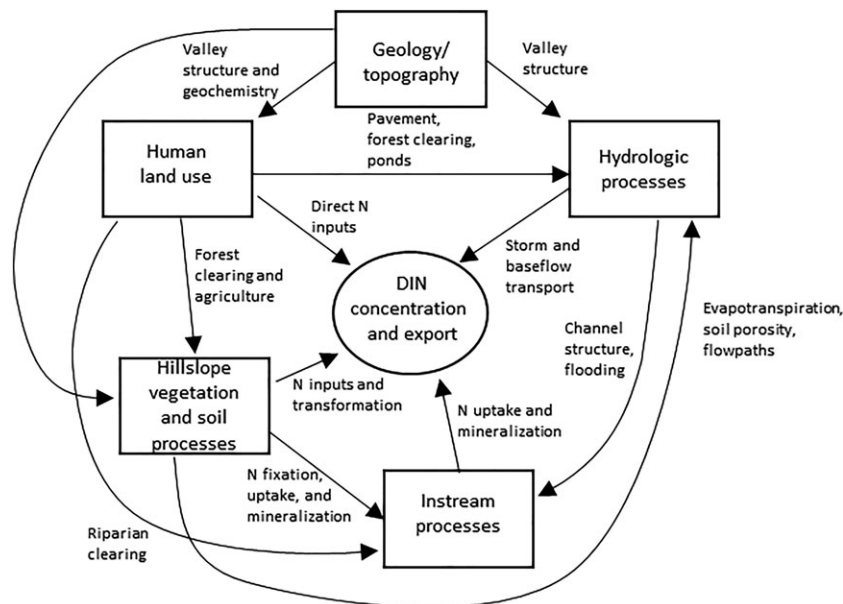 Geology/
topography
Valley
structure and
geochemistry
Valley
structure
Pavement,
forest clearing,
ponds
Human
land use
Hydrologic
processes
Direct N
inputs
Storm and
baseflow
transport
Forest
clearing and
agriculture
DIN
concentration
and export
Evapotranspiration,
soil porosity,
flowpaths
Channel
structure,
flooding
Hillslope
vegetation
and soil
processes
N inputs and
transformation
N uptake and
mineralization
N fixation,
uptake, and
mineralization
Instream
processes
Riparian
clearing